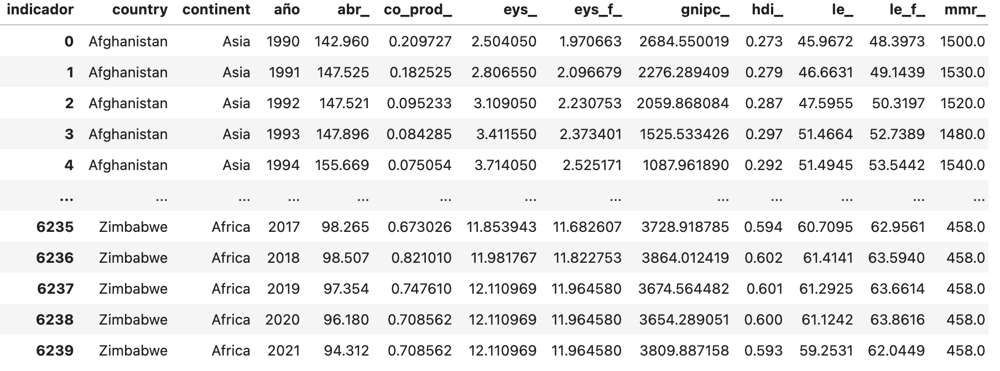 indicador country continent año abr_ co_prod_ eys_ eys_f_ gnipc_ hdi_ le_ le_f_ mmr_
0 Afghanistan Asia 1990 142.960 0.209727 2.504050 1.970663 2684.550019 0.273 45.9672 48.3973 1500.0
1 Afghanistan Asia 1991 147.525 0.182525 2.806550 2.096679 2276.289409 0.279 46.6631 49.1439 1530.0
2 Afghanistan Asia 1992 147.521 0.095233 3.109050 2.230753 2059.868084 0.287 47.5955 50.3197 1520.0
3 Afghanistan Asia 1993 147.896 0.084285 3.411550 2.373401 1525.533426 0.297 51.4664 52.7389 1480.0
4 Afghanistan Asia 1994 155.669 0.075054 3.714050 2.525171 1087.961890 0.292 51.4945 53.5442 1540.0
... ... ... ... ... ... ... ... ... ... ... ... ...
6235 Zimbabwe Africa 2017 98.265 0.673026 11.853943 11.682607 3728.918785 0.594 60.7095 62.9561 458.0
6236 Zimbabwe Africa 2018 98.507 0.821010 11.981767 11.822753 3864.012419 0.602 61.4141 63.5940 458.0
6237 Zimbabwe Africa 2019 97.354 0.747610 12.110969 11.964580 3674.564482 0.601 61.2925 63.6614 458.0
6238 Zimbabwe Africa 2020 96.180 0.708562 12.110969 11.964580 3654.289051 0.600 61.1242 63.8616 458.0
6239 Zimbabwe Africa 2021 94.312 0.708562 12.110969 11.964580 3809.887158 0.593 59.2531 62.0449 458.0